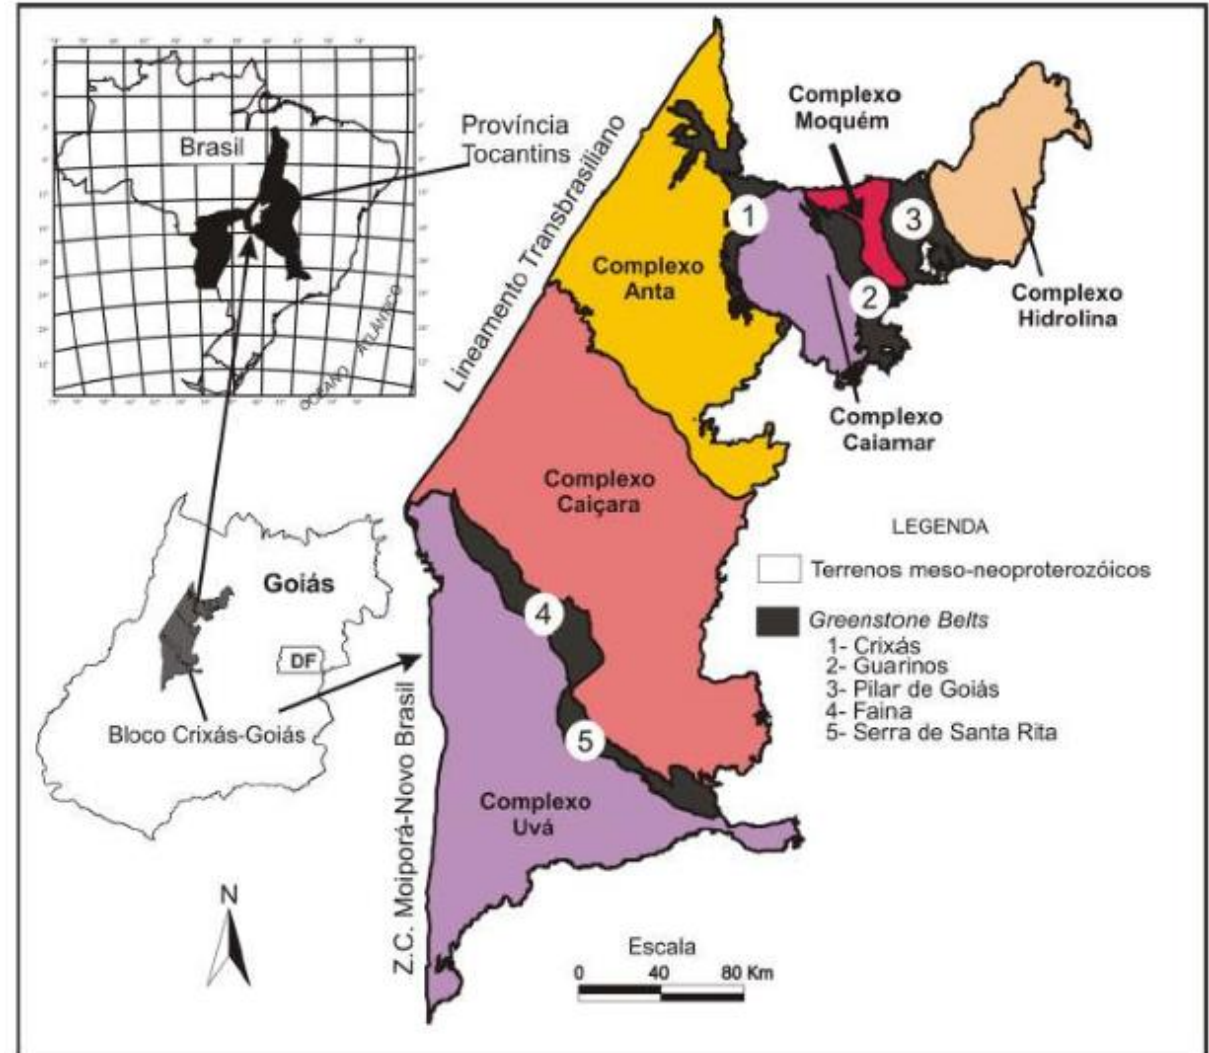 Brasil
Província
Tocantins
OCEANO ATLÂNTICO
Lineamento Transbrasiliano
Complexo
Moquém
Complexo
Anta
1
3
2
Complexo
Hidrolina
Complexo
Caiamar
Complexo
Caiçara
Goiás
DF
Bloco Crixás-Goiás
4
5
Complexo
Uvá
Z.C. Moiporá-Novo Brasil
LEGENDA
Terrenos meso-neoproterozóicos
Greenstone Belts
1- Crixás
2- Guarinos
3- Pilar de Goiás
4- Faina
5- Serra de Santa Rita
N
Escala
0 40 80 Km